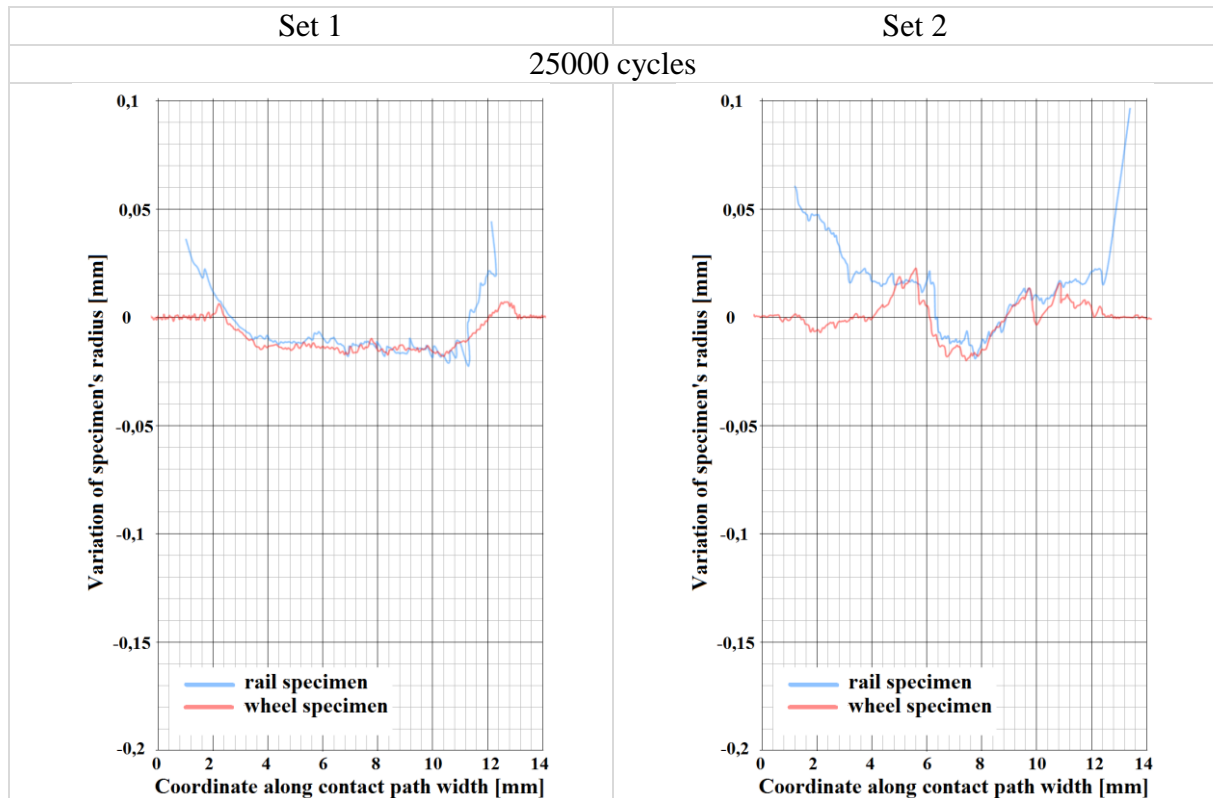 Set 1
Set 2
25000 cycles
Variation of specimen's radius [mm]
0,1
0,05
0
-0,05
-0,1
-0,15
-0,2
rail specimen
wheel specimen
0 2 4 6 8 10 12 14
Coordinate along contact path width [mm]
Variation of specimen's radius [mm]
0,1
0,05
0
-0,05
-0,1
-0,15
-0,2
rail specimen
wheel specimen
0 2 4 6 8 10 12 14
Coordinate along contact path width [mm]